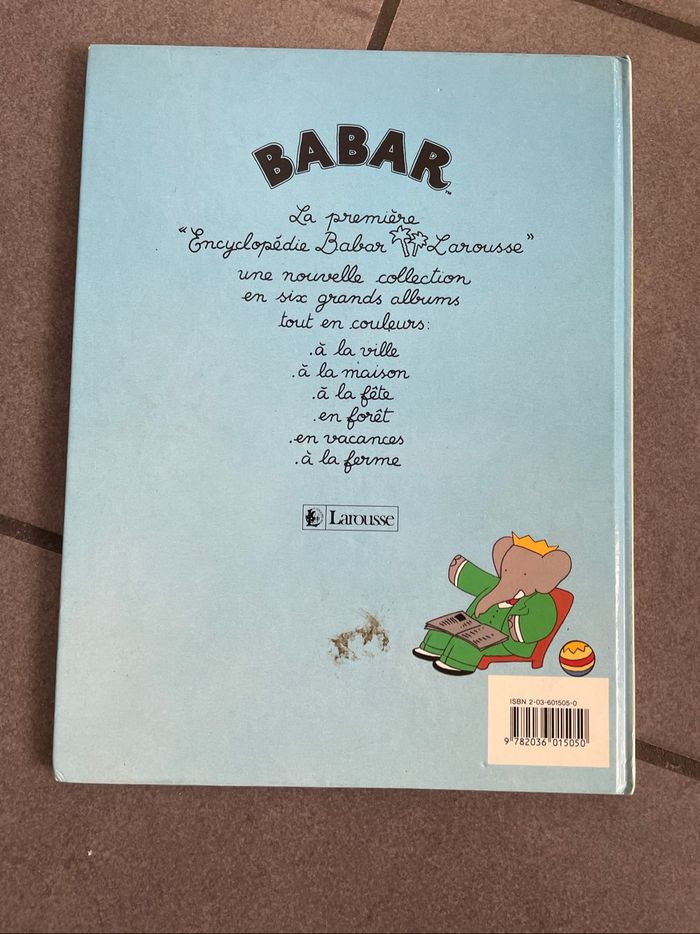 BABAR™
La première
"Encyclopédie Babar Larousse"
une nouvelle collection
en six grands albums
tout en couleurs:
.à la ville
.à la maison
.à la fête
.en forêt
.en vacances
.à la ferme
Larousse
ISBN 2-03-601505-0
9 782036 015050